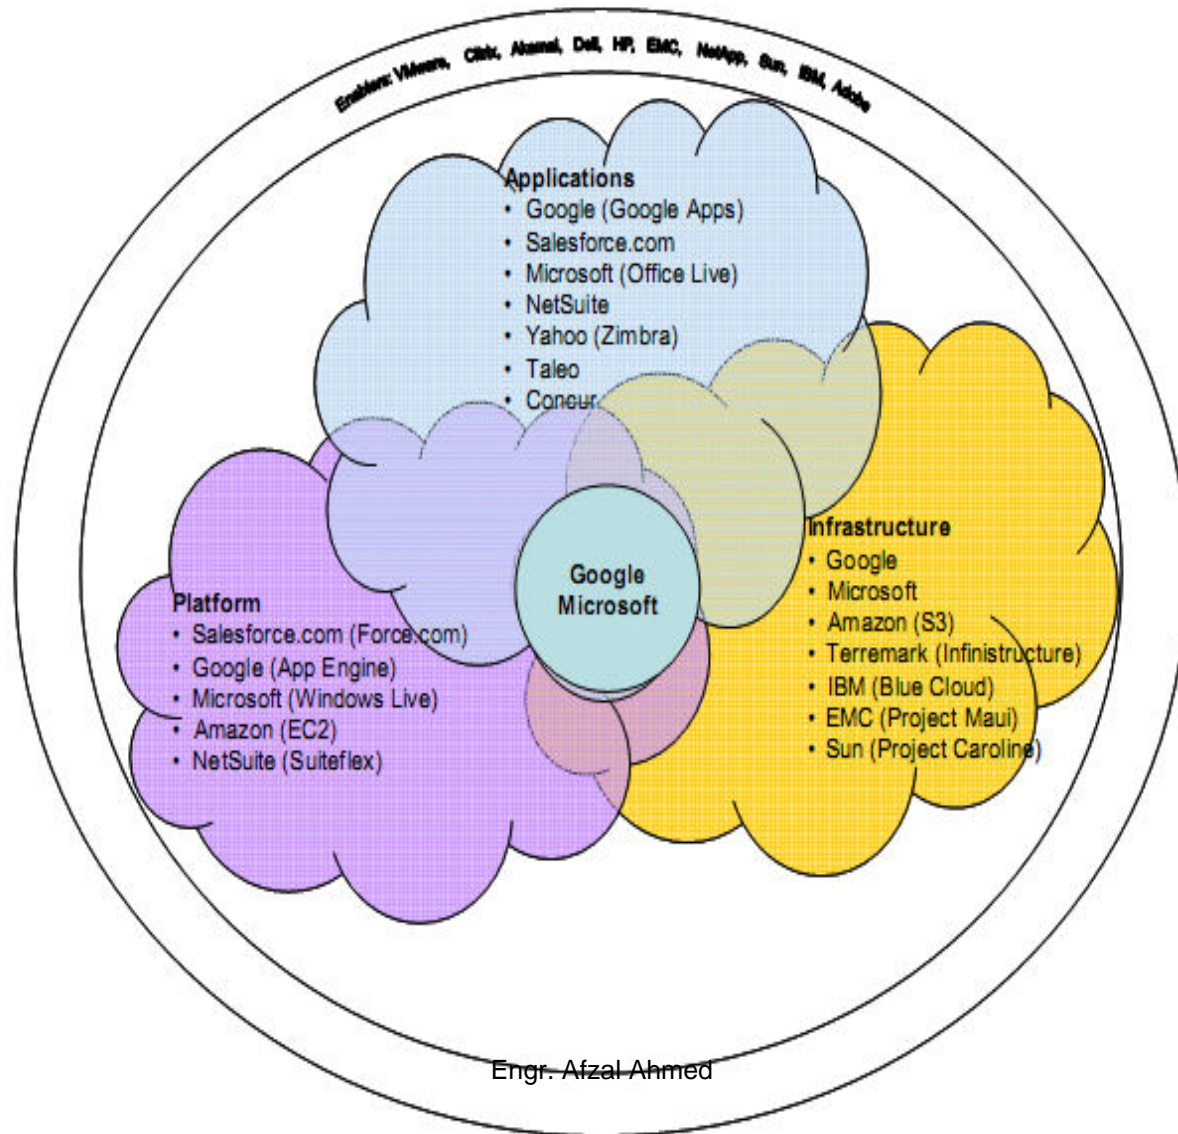 Enablers: VMware, Citrix, Akamai, Dell, HP, EMC, NetApp, Sun, IBM, Adobe
Applications
• Google (Google Apps)
• Salesforce.com
• Microsoft (Office Live)
• NetSuite
• Yahoo (Zimbra)
• Taleo
• Concur
Google
Microsoft
Platform
• Salesforce.com (Force.com)
• Google (App Engine)
• Microsoft (Windows Live)
• Amazon (EC2)
• NetSuite (Suiteflex)
Infrastructure
• Google
• Microsoft
• Amazon (S3)
• Terremark (Infinistructure)
• IBM (Blue Cloud)
• EMC (Project Maui)
• Sun (Project Caroline)
Engr. Afzal Ahmed